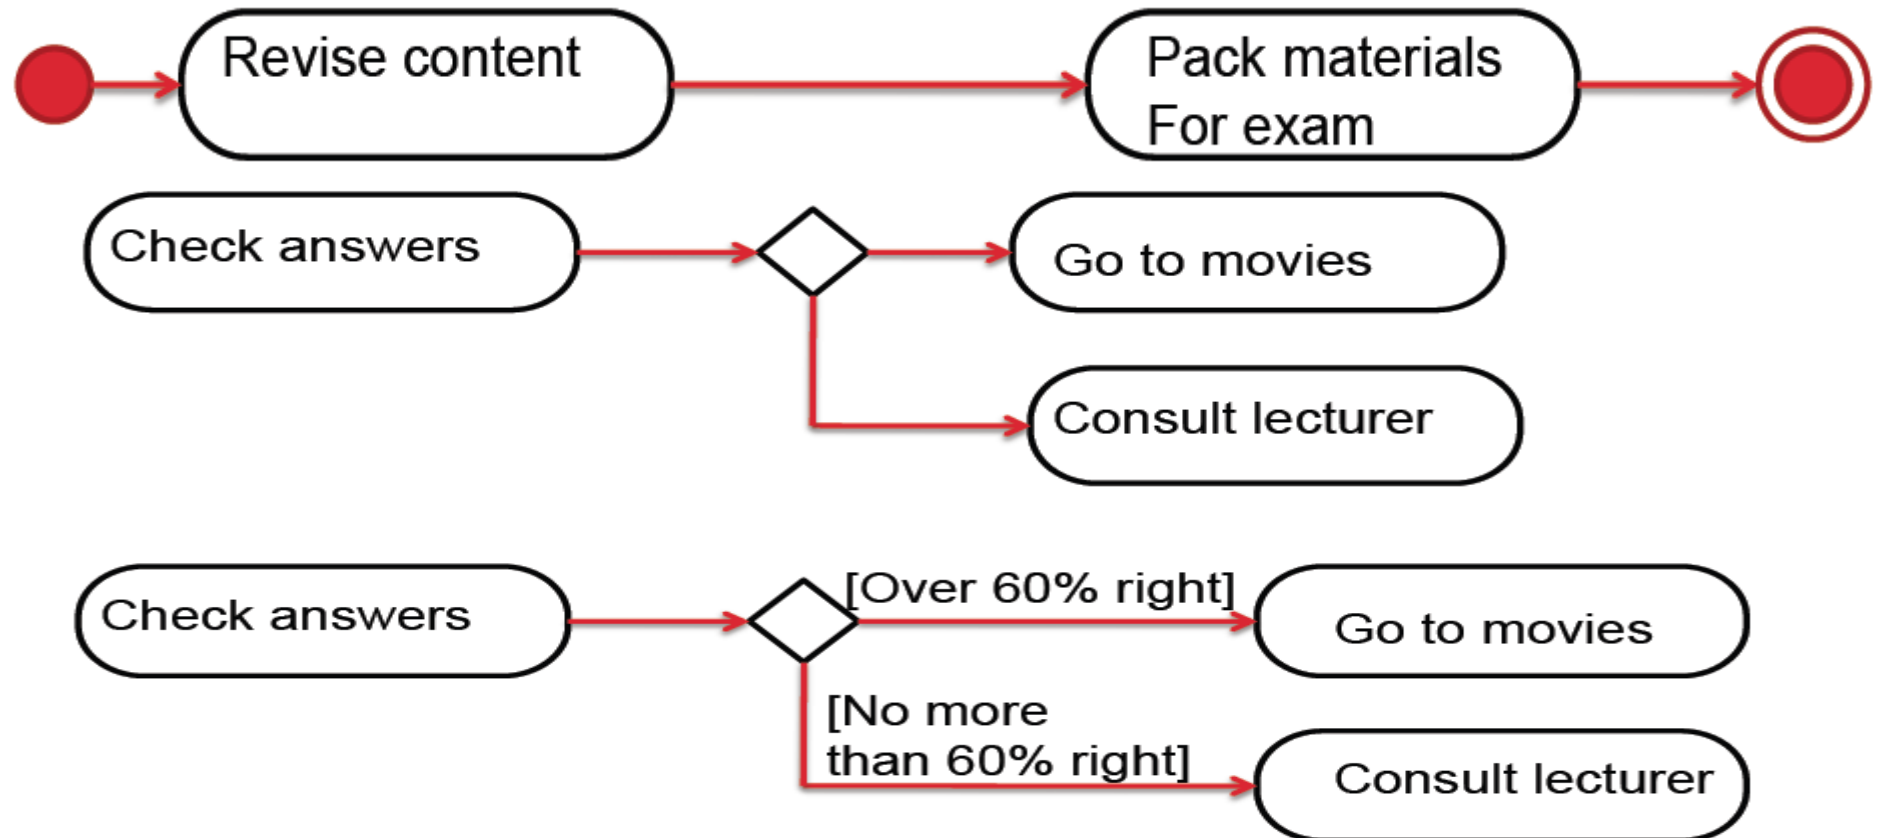 Revise content
Pack materials
For exam
Check answers
Go to movies
Consult lecturer
Check answers
[Over 60% right]
Go to movies
[No more
than 60% right]
Consult lecturer